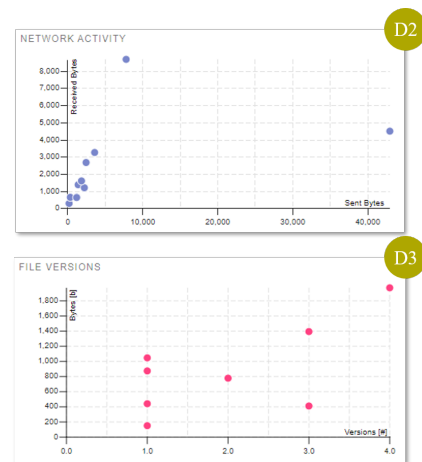 D2
NETWORK ACTIVITY
Received Bytes
8,000
7,000
6,000
5,000
4,000
3,000
2,000
1,000
0
Sent Bytes
0 10,000 20,000 30,000 40,000
D3
FILE VERSIONS
Bytes [b]
1,800
1,600
1,400
1,200
1,000
800
600
400
200
0
Versions [#]
0.0 1.0 2.0 3.0 4.0